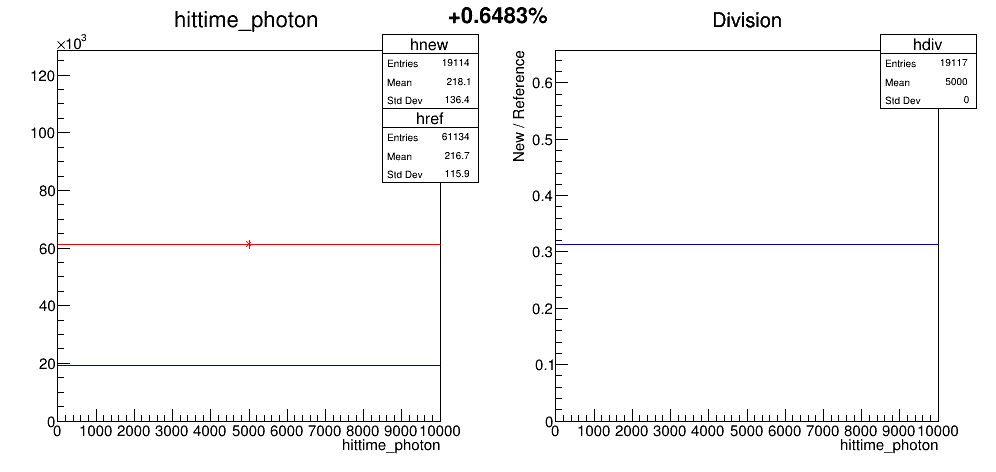 +0.6483%
hittime_photon
×10³
hnew
Entries 19114
Mean 218.1
Std Dev 136.4
href
Entries 61134
Mean 216.7
Std Dev 115.9
120
100
80
60
40
20
0
0 1000 2000 3000 4000 5000 6000 7000 8000 9000 10000
hittime_photon
Division
hdiv
Entries 19117
Mean 5000
Std Dev 0
New / Reference
0.6
0.5
0.4
0.3
0.2
0.1
0
0 1000 2000 3000 4000 5000 6000 7000 8000 9000 10000
hittime_photon